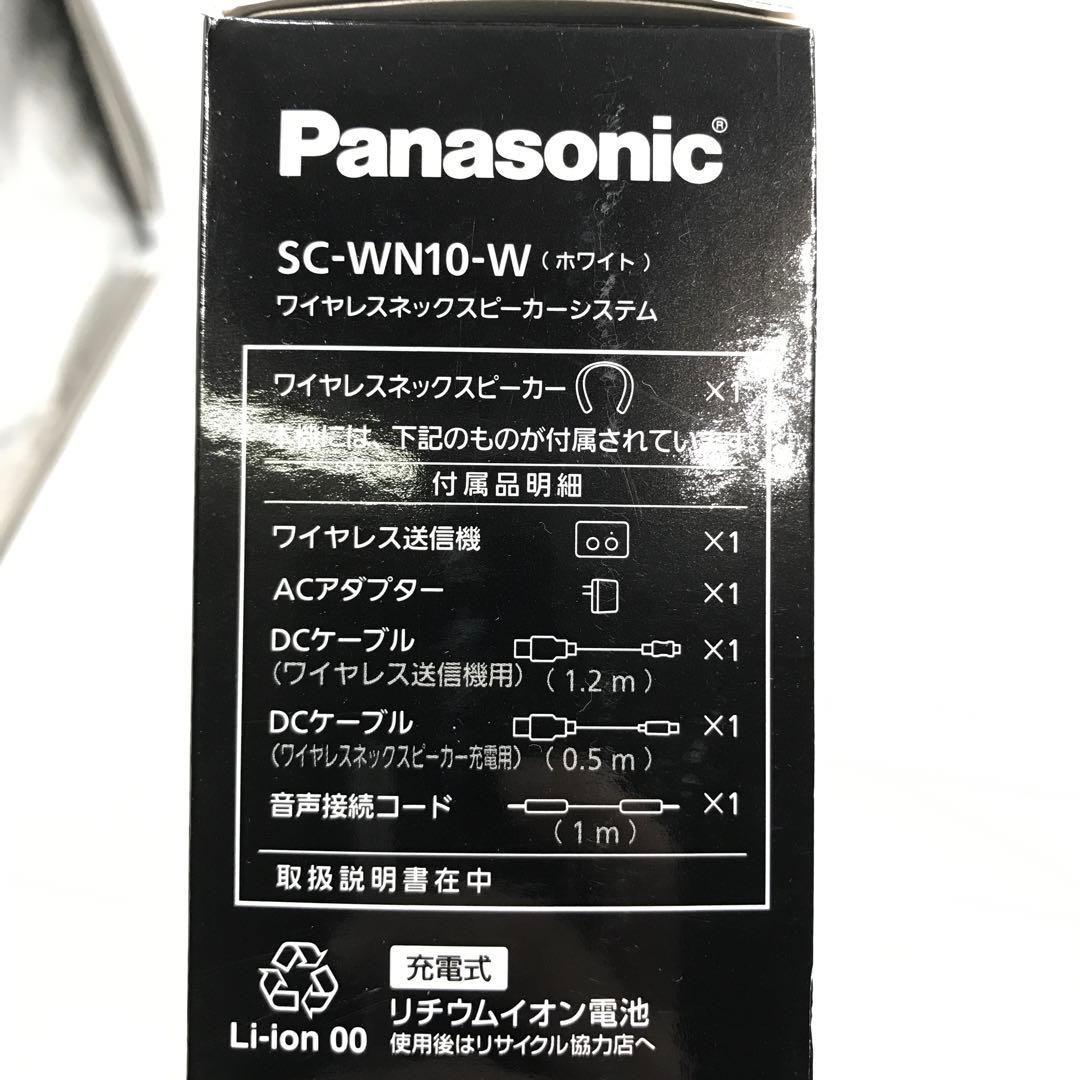 Panasonic®
SC-WN10-W（ホワイト）
ワイヤレスネックスピーカーシステム
ワイヤレスネックスピーカー ×1
本機には、下記のものが付属されています
付属品明細
ワイヤレス送信機 ×1
ACアダプター ×1
DCケーブル ×1
（ワイヤレス送信機用）（1.2 m）
DCケーブル ×1
（ワイヤレスネックスピーカー充電用）（0.5 m）
音声接続コード ×1
（1 m）
取扱説明書在中
充電式
リチウムイオン電池
Li-ion 00
使用後はリサイクル協力店へ